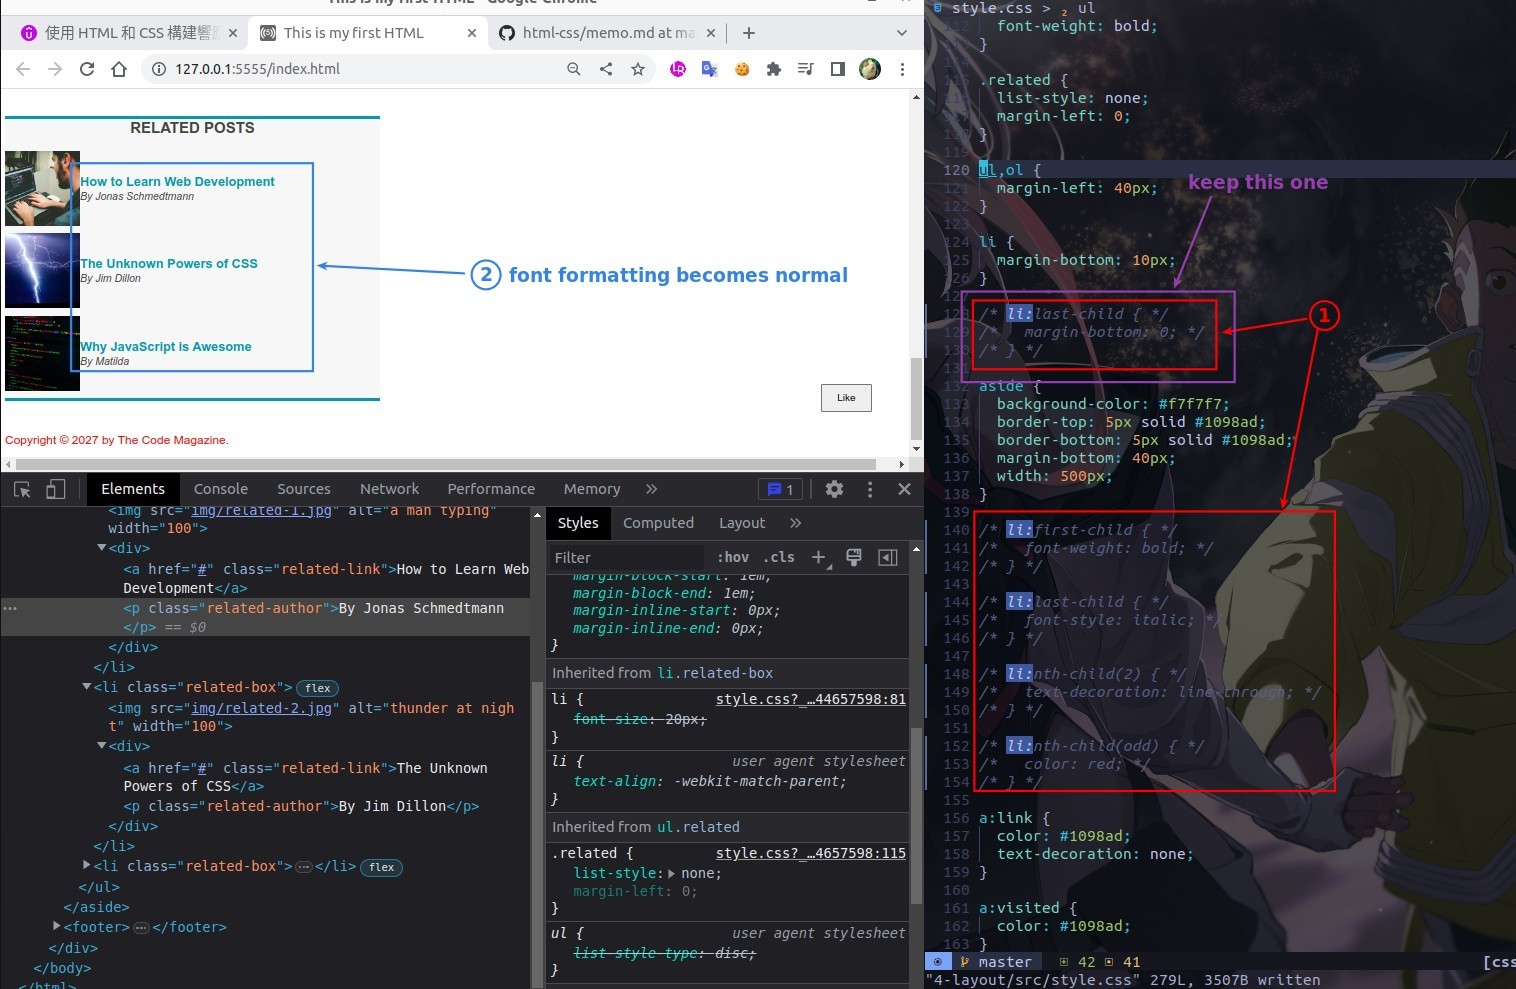 This is my first HTML - Google Chrome
使用 HTML 和 CSS 構建響
This is my first HTML
html-css/memo.md at ma
127.0.0.1:5555/index.html
RELATED POSTS
How to Learn Web Development
By Jonas Schmedtmann
The Unknown Powers of CSS
By Jim Dillon
Why JavaScript is Awesome
By Matilda
2 font formatting becomes normal
Like
Copyright © 2027 by The Code Magazine.
Elements Console Sources Network Performance Memory » 1
<img src="img/related-1.jpg" alt="a man typing"
width="100">
<div>
<a href="#" class="related-link">How to Learn Web
Development</a>
<p class="related-author">By Jonas Schmedtmann
</p> == $0
</div>
</li>
<li class="related-box"> flex
<img src="img/related-2.jpg" alt="thunder at nigh
t" width="100">
<div>
<a href="#" class="related-link">The Unknown
Powers of CSS</a>
<p class="related-author">By Jim Dillon</p>
</div>
</li>
<li class="related-box">…</li> flex
</ul>
</aside>
<footer>…</footer>
</div>
</body>
</html>
Styles Computed Layout »
Filter :hov .cls +
margin-block-start: 1em;
margin-block-end: 1em;
margin-inline-start: 0px;
margin-inline-end: 0px;
}
Inherited from li.related-box
li { style.css?_…44657598:81
font-size: 20px;
}
li { user agent stylesheet
text-align: -webkit-match-parent;
}
Inherited from ul.related
.related { style.css?_…4657598:115
list-style: none;
margin-left: 0;
}
ul { user agent stylesheet
list-style-type: disc;
}
style.css > ul
112 font-weight: bold;
113 }
114
115 .related {
116 list-style: none;
117 margin-left: 0;
118 }
119
120 ul,ol {
121 margin-left: 40px;
122 }
123
124 li {
125 margin-bottom: 10px;
126 }
127
128 /* li:last-child { */
129 /* margin-bottom: 0; */
130 /* } */
131
132 aside {
133 background-color: #f7f7f7;
134 border-top: 5px solid #1098ad;
135 border-bottom: 5px solid #1098ad;
136 margin-bottom: 40px;
137 width: 500px;
138 }
139
140 /* li:first-child { */
141 /* font-weight: bold; */
142 /* } */
143
144 /* li:last-child { */
145 /* font-style: italic; */
146 /* } */
147
148 /* li:nth-child(2) { */
149 /* text-decoration: line-through; */
150 /* } */
151
152 /* li:nth-child(odd) { */
153 /* color: red; */
154 /* } */
155
156 a:link {
157 color: #1098ad;
158 text-decoration: none;
159 }
160
161 a:visited {
162 color: #1098ad;
163 }
keep this one
1
master 42 41 [css
"4-layout/src/style.css" 279L, 3507B written